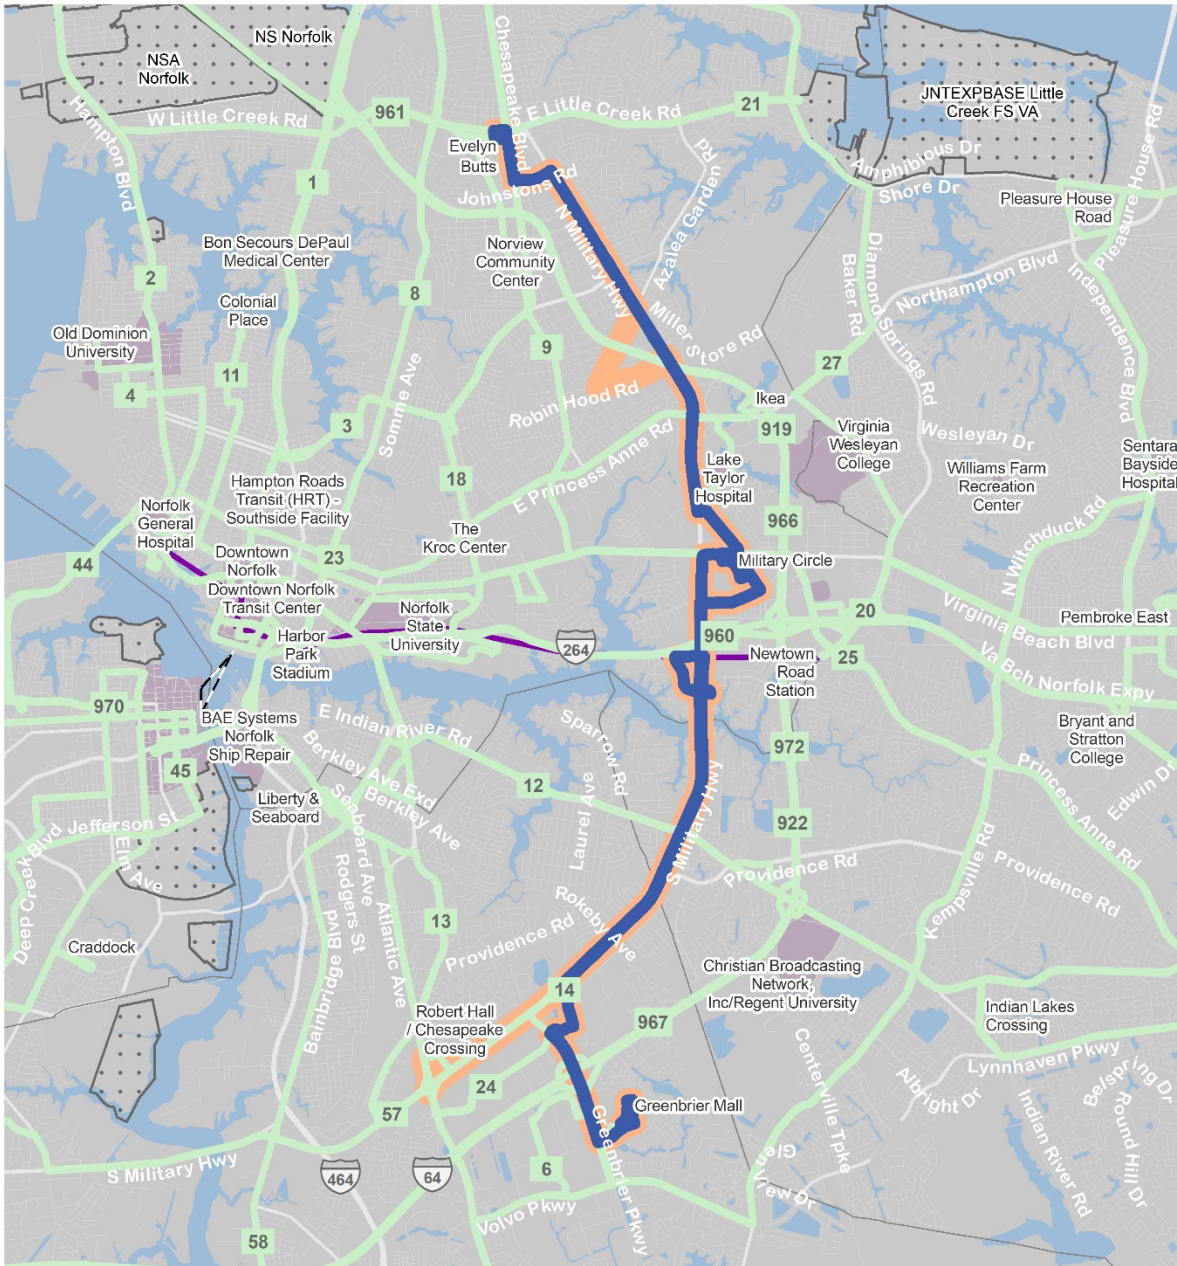 NS Norfolk
NSA
Norfolk
JNTEXPBASE Little
Creek FS VA
Chesapeake Blvd
Hampton Blvd
W Little Creek Rd
961
E Little Creek Rd
21
Evelyn
Butts
Johnstons Rd
Amphibious Dr
Shore Dr
Pleasure House Rd
Pleasure House
Road
1
2
8
Bon Secours DePaul
Medical Center
Norview
Community
Center
N Military Hwy
Azalea Garden Rd
Diamond Springs Rd
Baker Rd
Northampton Blvd
Independence Blvd
Colonial
Place
Old Dominion
University
11
4
3
9
Somme Ave
Miller Store Rd
27
Robin Hood Rd
Ikea
919
Virginia
Wesleyan
College
Wesleyan Dr
Sentara
Bayside
Hospital
E Princess Anne Rd
Lake
Taylor
Hospital
Williams Farm
Recreation
Center
18
966
Hampton Roads
Transit (HRT) -
Southside Facility
Norfolk
General
Hospital
The
Kroc Center
N Witchduck Rd
44
23
Downtown
Norfolk
Downtown Norfolk
Transit Center
Military Circle
Norfolk
State
University
Harbor
Park
Stadium
264
960
20
Virginia Beach Blvd
Pembroke East
Newtown
Road
Station
25
Va Bch Norfolk Expy
970
BAE Systems
Norfolk
Ship Repair
E Indian River Rd
Sparrow Rd
972
Bryant and
Stratton
College
45
Berkley Ave Exd
Berkley Ave
12
Liberty &
Seaboard
Seaboard Ave
Laurel Ave
S Military Hwy
922
Princess Anne Rd
Edwin Dr
Jefferson St
Elm Ave
Deep Creek Blvd
Rodgers St
Providence Rd
Providence Rd
Kempsville Rd
Bainbridge Blvd
Atlantic Ave
13
Rokeby Ave
Providence Rd
Craddock
14
Christian Broadcasting
Network,
Inc/Regent University
Robert Hall
/ Chesapeake
Crossing
967
Indian Lakes
Crossing
Centerville Tpke
Lynnhaven Pkwy
24
57
Greenbrier Mall
Albright Dr
Belspring Dr
Round Hill Dr
Indian River Rd
Greenbrier Pkwy
S Military Hwy
464
64
6
Volvo Pkwy
58